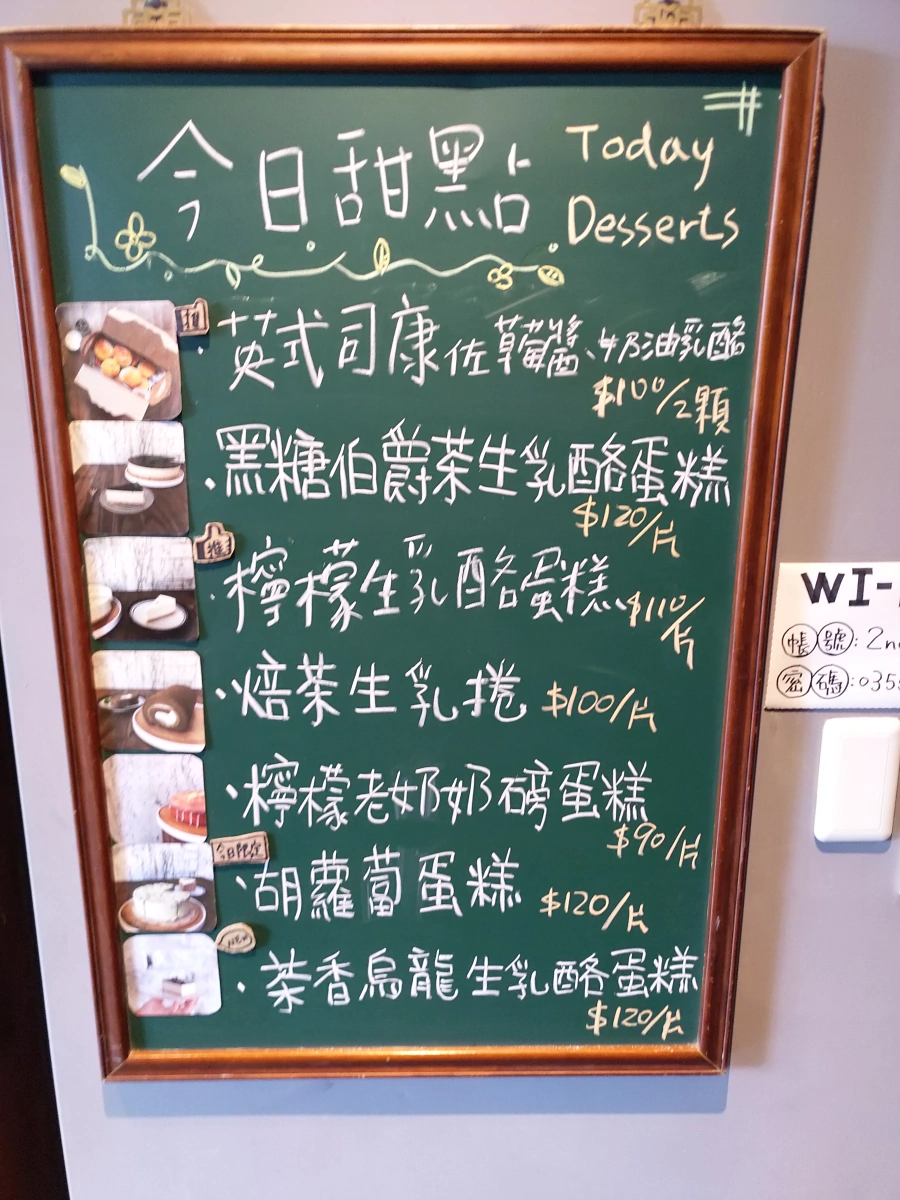 今日甜點
Today
Desserts
推
·英式司康佐草莓醬、牛奶油乳酪
$100/2顆
·黑糖伯爵茶生乳酪蛋糕
$120/片
推
·檸檬生乳酪蛋糕 $110/片
·焙茶生乳捲 $100/片
·檸檬老奶奶磅蛋糕
$90/片
今日限定
·胡蘿蔔蛋糕 $120/片
NEW
·茶香烏龍生乳酪蛋糕
$120/片
WI-
帳號:2n
密碼:035